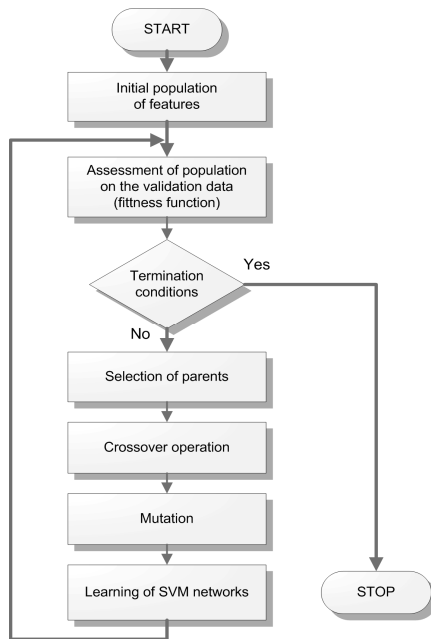 START
Initial population
of features
Assessment of population
on the validation data
(fittness function)
Termination
conditions
Yes
No
Selection of parents
Crossover operation
Mutation
Learning of SVM networks
STOP